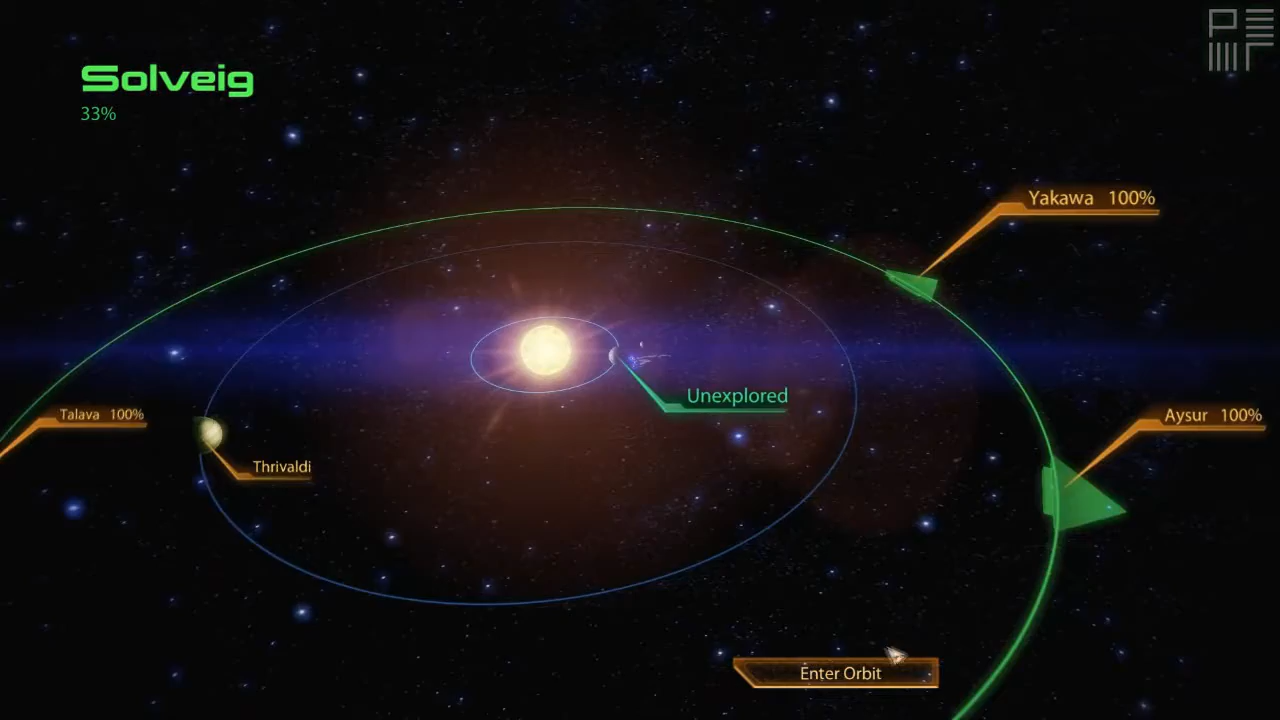 Solveig
33%
Yakawa 100%
Unexplored
Talava 100%
Aysur 100%
Thrivaldi
Enter Orbit